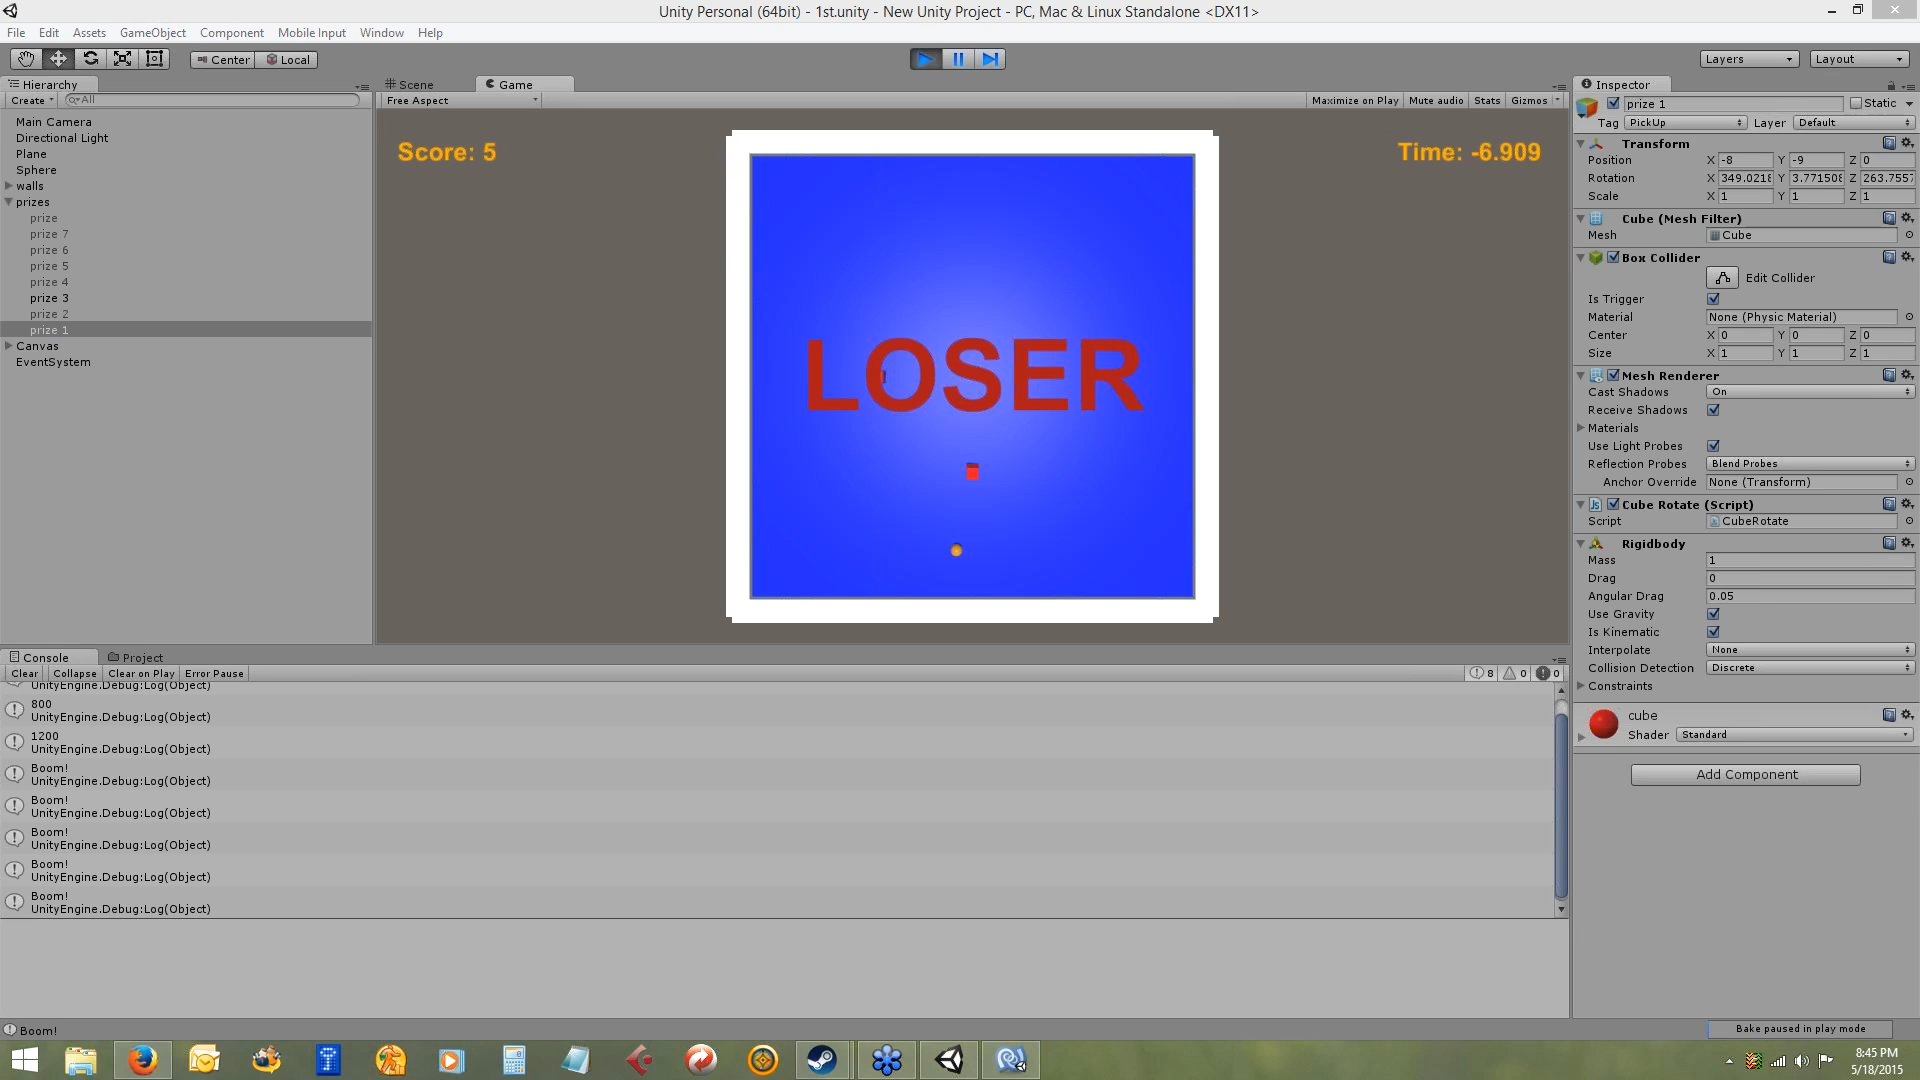 Unity Personal (64bit) - 1st.unity - New Unity Project - PC, Mac & Linux Standalone <DX11>
File Edit Assets GameObject Component Mobile Input Window Help
Center Local
Layers Layout
Hierarchy
Create All
Main Camera
Directional Light
Plane
Sphere
walls
prizes
prize
prize 7
prize 6
prize 5
prize 4
prize 3
prize 2
prize 1
Canvas
EventSystem
Scene Game
Free Aspect Maximize on Play Mute audio Stats Gizmos
Score: 5
Time: -6.909
LOSER
Console Project
Clear Collapse Clear on Play Error Pause 8 0 0
UnityEngine.Debug:Log(Object)
800
UnityEngine.Debug:Log(Object)
1200
UnityEngine.Debug:Log(Object)
Boom!
UnityEngine.Debug:Log(Object)
Boom!
UnityEngine.Debug:Log(Object)
Boom!
UnityEngine.Debug:Log(Object)
Boom!
UnityEngine.Debug:Log(Object)
Boom!
UnityEngine.Debug:Log(Object)
Boom!
Inspector
prize 1 Static
Tag PickUp Layer Default
Transform
Position X -8 Y -9 Z 0
Rotation X 349.0218 Y 3.771508 Z 263.7557
Scale X 1 Y 1 Z 1
Cube (Mesh Filter)
Mesh Cube
Box Collider
Edit Collider
Is Trigger
Material None (Physic Material)
Center X 0 Y 0 Z 0
Size X 1 Y 1 Z 1
Mesh Renderer
Cast Shadows On
Receive Shadows
Materials
Use Light Probes
Reflection Probes Blend Probes
Anchor Override None (Transform)
Cube Rotate (Script)
Script CubeRotate
Rigidbody
Mass 1
Drag 0
Angular Drag 0.05
Use Gravity
Is Kinematic
Interpolate None
Collision Detection Discrete
Constraints
cube
Shader Standard
Add Component
Bake paused in play mode
8:45 PM
5/18/2015